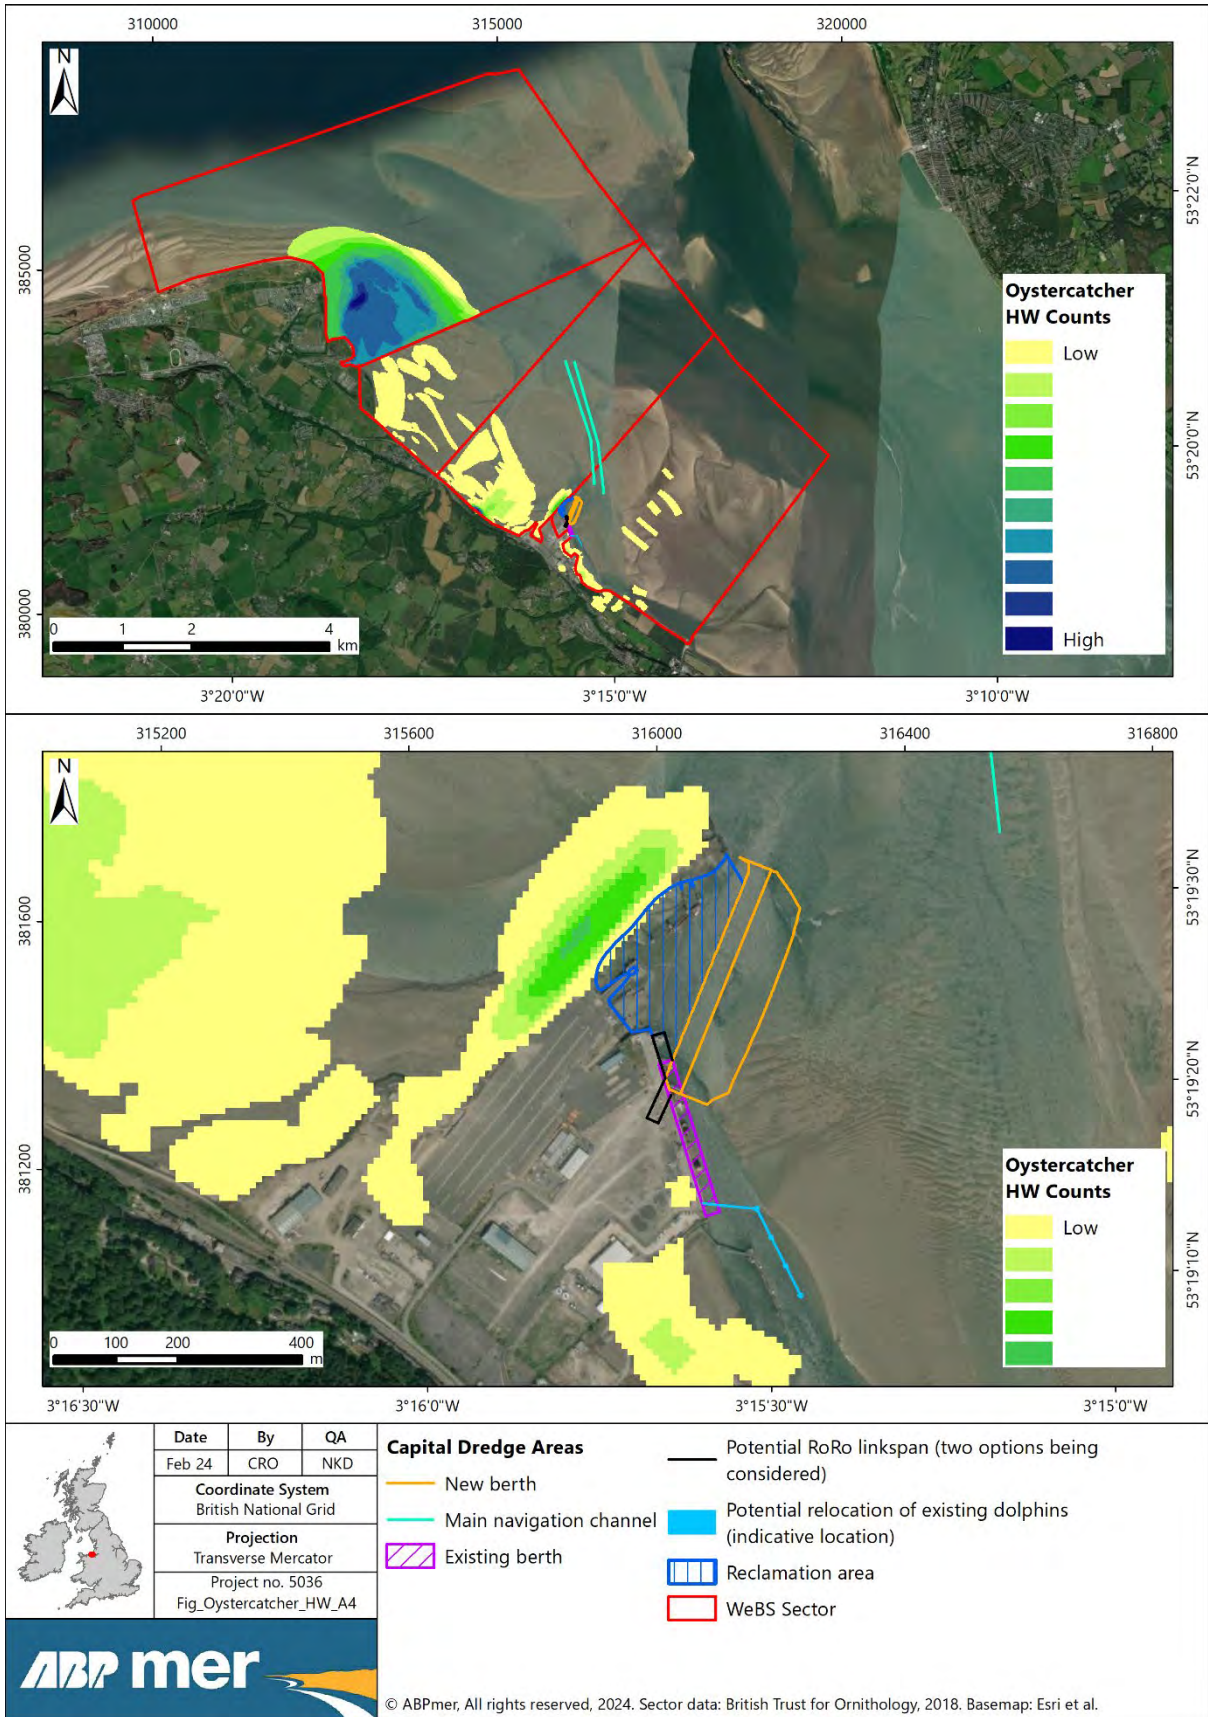 310000
315000
320000
N
53°22'0"N
385000
Oystercatcher
HW Counts
Low
53°20'0"N
High
380000
0
1
2
4
km
3°20'0"W
3°15'0"W
3°10'0"W
315200
315600
316000
316400
316800
N
53°19'30"N
381600
53°19'20"N
381200
Oystercatcher
HW Counts
Low
53°19'10"N
0
100
200
400
m
3°16'30"W
3°16'0"W
3°15'30"W
3°15'0"W
Date By QA
Feb 24 CRO NKD
Coordinate System
British National Grid
Projection
Transverse Mercator
Project no. 5036
Fig_Oystercatcher_HW_A4
ABPmer
Capital Dredge Areas
New berth
Main navigation channel
Existing berth
Potential RoRo linkspan (two options being
considered)
Potential relocation of existing dolphins
(indicative location)
Reclamation area
WeBS Sector
© ABPmer, All rights reserved, 2024. Sector data: British Trust for Ornithology, 2018. Basemap: Esri et al.